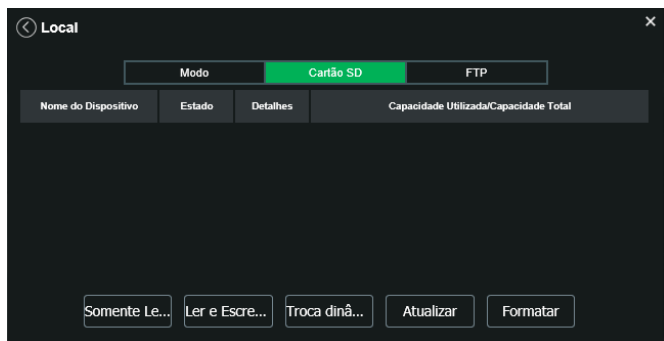 Local
Modo Cartão SD FTP
Nome do Dispositivo Estado Detalhes Capacidade Utilizada/Capacidade Total
Somente Le... Ler e Escre... Troca dinâ... Atualizar Formatar